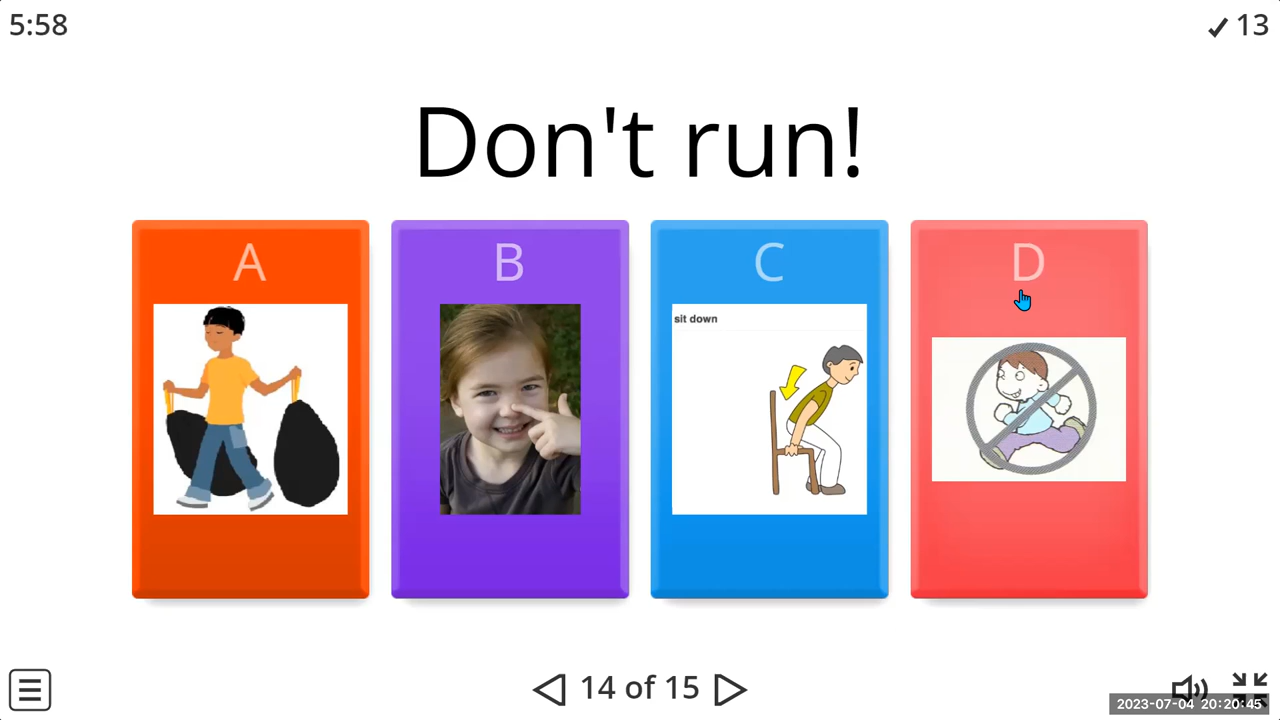 5:58
✓ 13
Don't run!
A
B
C
D
sit down
14 of 15
2023-07-04 20:20:45